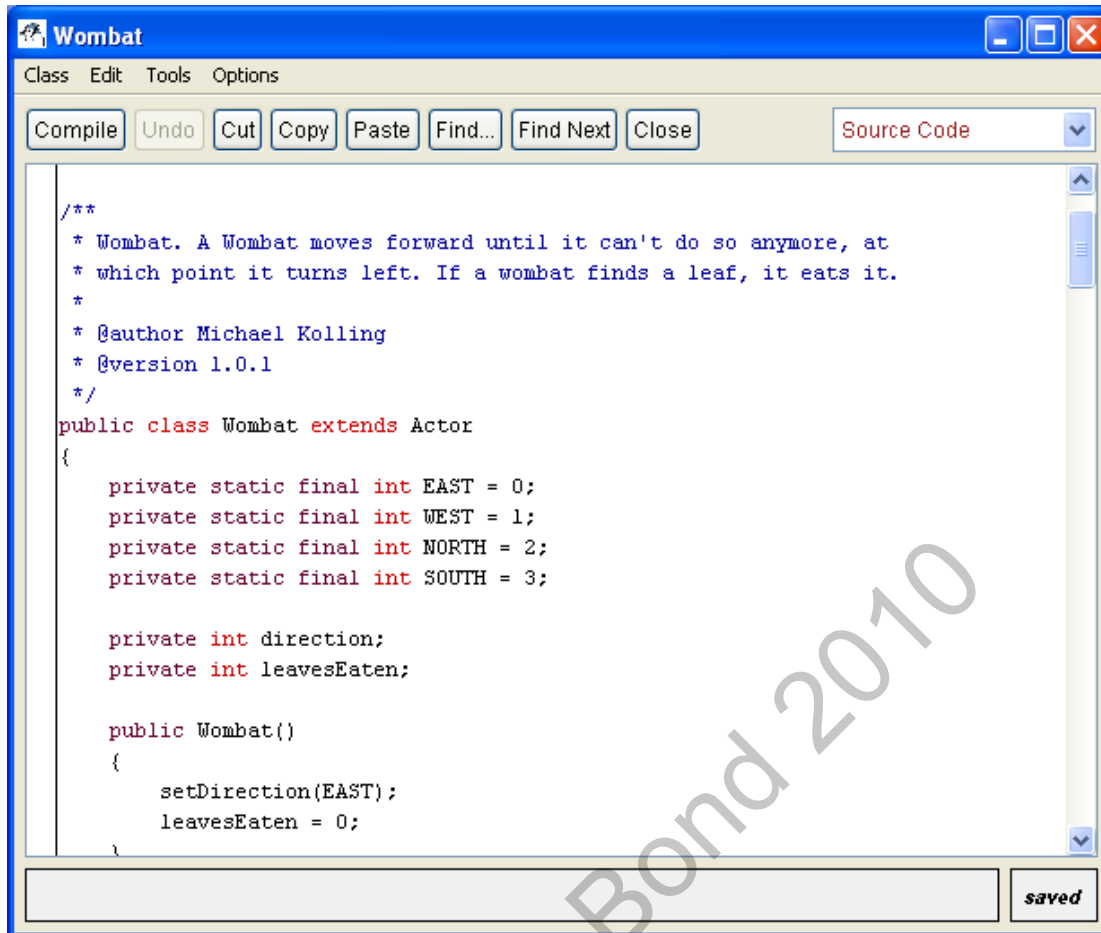 Wombat
Class Edit Tools Options
Compile Undo Cut Copy Paste Find... Find Next Close Source Code
/**
 * Wombat. A Wombat moves forward until it can't do so anymore, at
 * which point it turns left. If a wombat finds a leaf, it eats it.
 *
 * @author Michael Kolling
 * @version 1.0.1
 */
public class Wombat extends Actor
{
    private static final int EAST = 0;
    private static final int WEST = 1;
    private static final int NORTH = 2;
    private static final int SOUTH = 3;

    private int direction;
    private int leavesEaten;

    public Wombat()
    {
        setDirection(EAST);
        leavesEaten = 0;
Bond 2010
saved